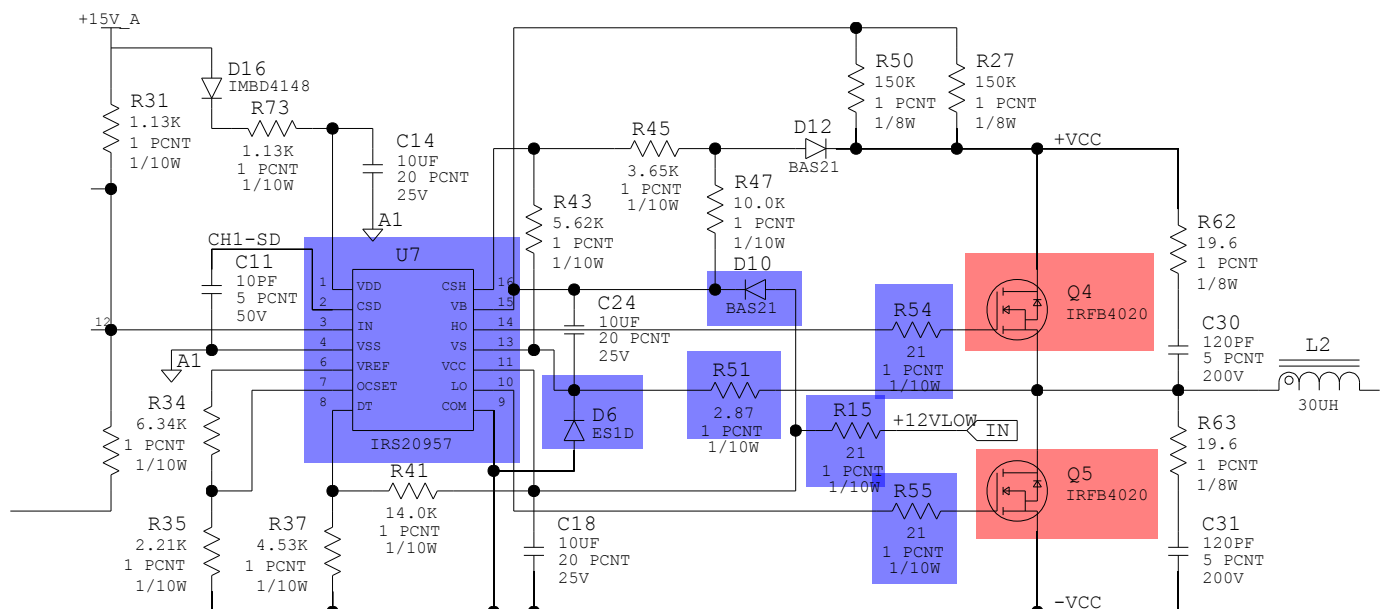 +15V_A
D16
IMBD4148
R31
1.13K
1 PCNT
1/10W
R73
1.13K
1 PCNT
1/10W
C14
10UF
20 PCNT
25V
A1
R50
150K
1 PCNT
1/8W
R27
150K
1 PCNT
1/8W
R45
3.65K
1 PCNT
1/10W
D12
BAS21
+VCC
R43
5.62K
1 PCNT
1/10W
R47
10.0K
1 PCNT
1/10W
D10
BAS21
R62
19.6
1 PCNT
1/8W
CH1-SD
C11
10PF
5 PCNT
50V
U7
1 VDD CSH 16
2 CSD VB 15
3 IN HO 14
4 VSS VS 13
6 VREF VCC 11
7 OCSET LO 10
8 DT COM 9
IRS20957
12
A1
C24
10UF
20 PCNT
25V
R54
21
1 PCNT
1/10W
Q4
IRFB4020
C30
120PF
5 PCNT
200V
L2
30UH
R51
2.87
1 PCNT
1/10W
D6
ES1D
R15
21
1 PCNT
1/10W
+12VLOW
IN
R34
6.34K
1 PCNT
1/10W
R63
19.6
1 PCNT
1/8W
Q5
IRFB4020
R41
14.0K
1 PCNT
1/10W
R55
21
1 PCNT
1/10W
R35
2.21K
1 PCNT
1/10W
R37
4.53K
1 PCNT
1/10W
C18
10UF
20 PCNT
25V
C31
120PF
5 PCNT
200V
-VCC